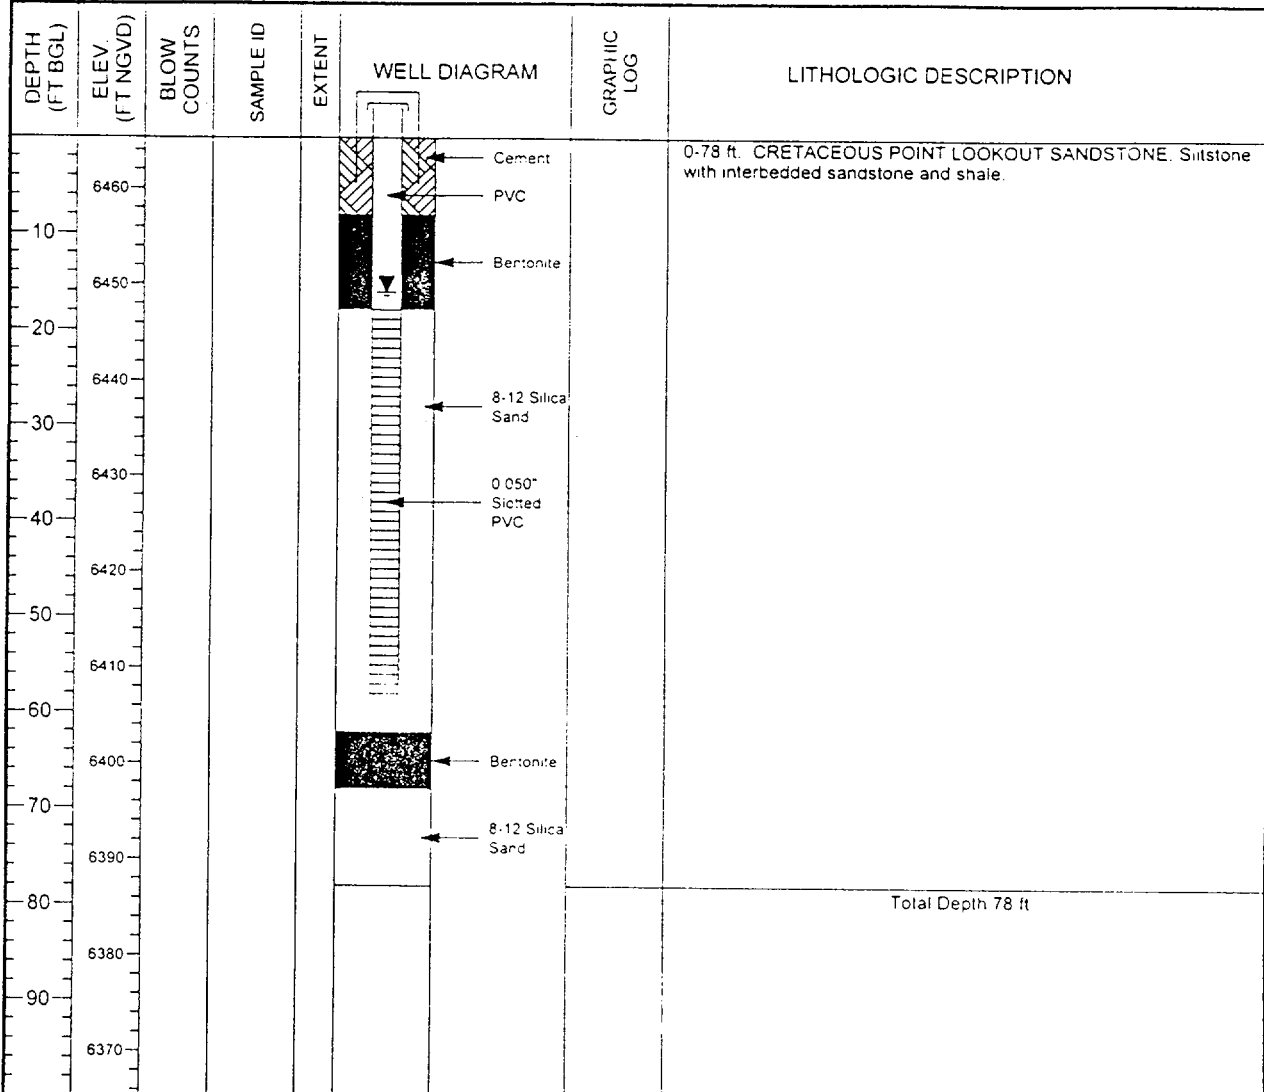 DEPTH
(FT BGL)
ELEV.
(FT NGVD)
BLOW
COUNTS
SAMPLE ID
EXTENT
WELL DIAGRAM
GRAPHIC
LOG
LITHOLOGIC DESCRIPTION
0-78 ft. CRETACEOUS POINT LOOKOUT SANDSTONE. Siltstone
with interbedded sandstone and shale.
Cement
6460
PVC
10
Bentonite
6450
20
6440
8-12 Silica
Sand
30
6430
0.050"
Slotted
PVC
40
6420
50
6410
60
6400
Bentonite
70
8-12 Silica
Sand
6390
80
Total Depth 78 ft
6380
90
6370